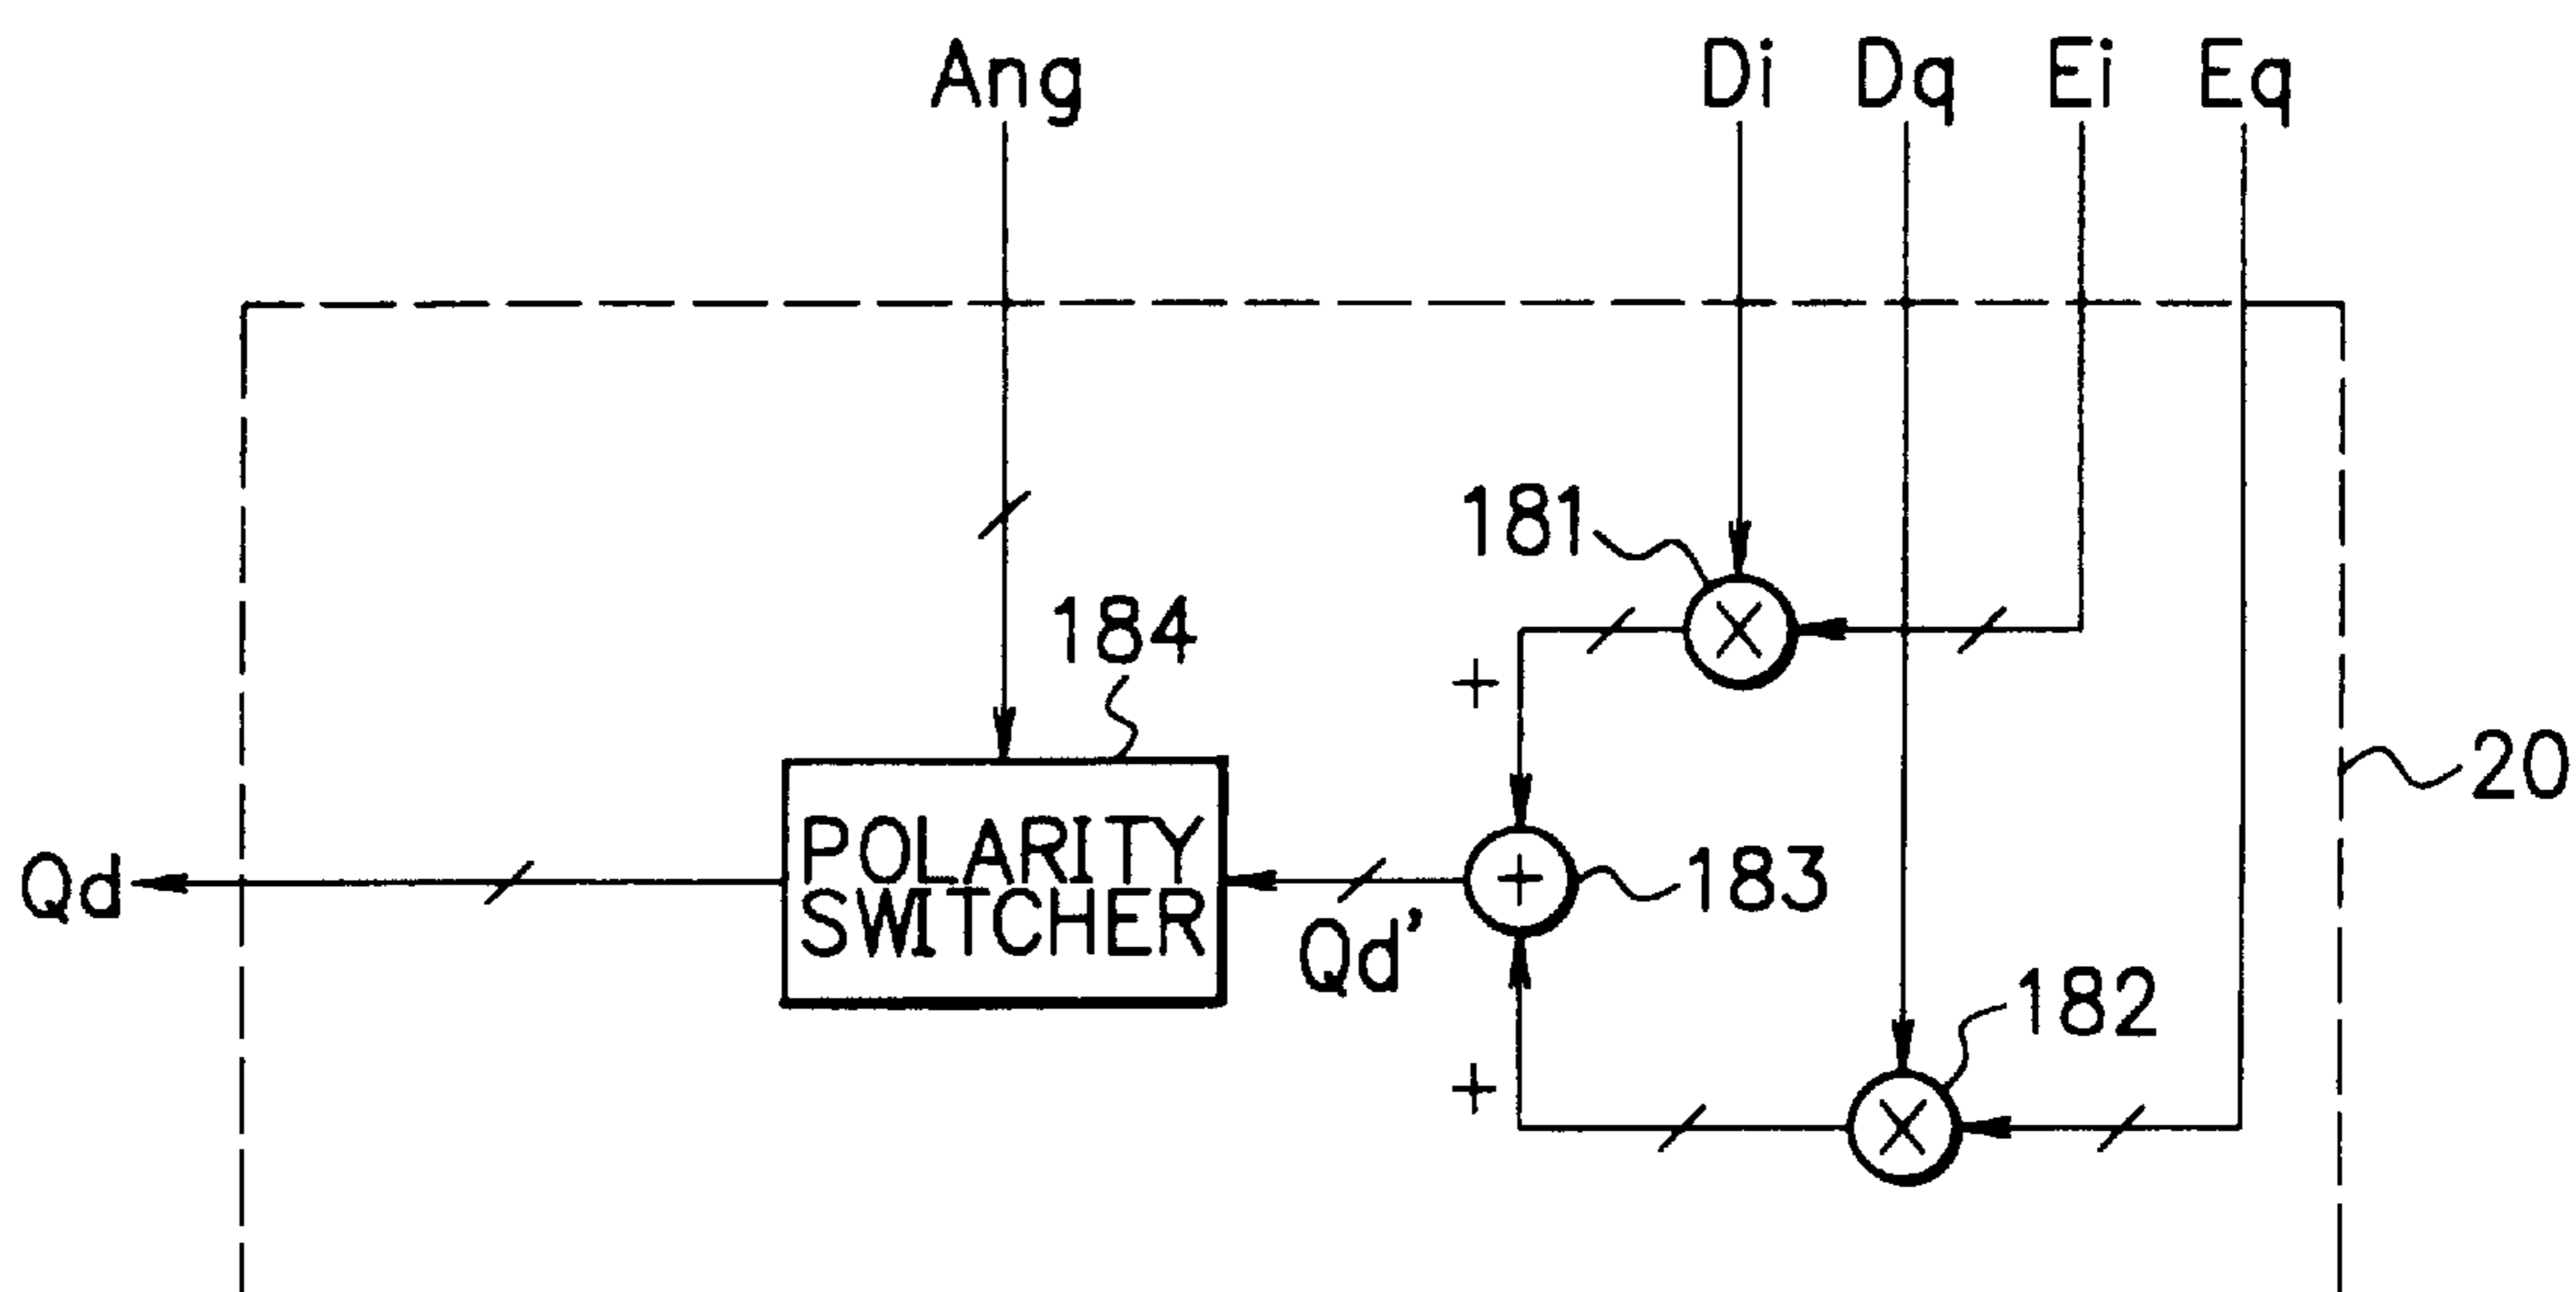 Ang Di Dq Ei Eq
181
184
+
20
POLARITY
SWITCHER
Qd
+
183
Qd'
182
+